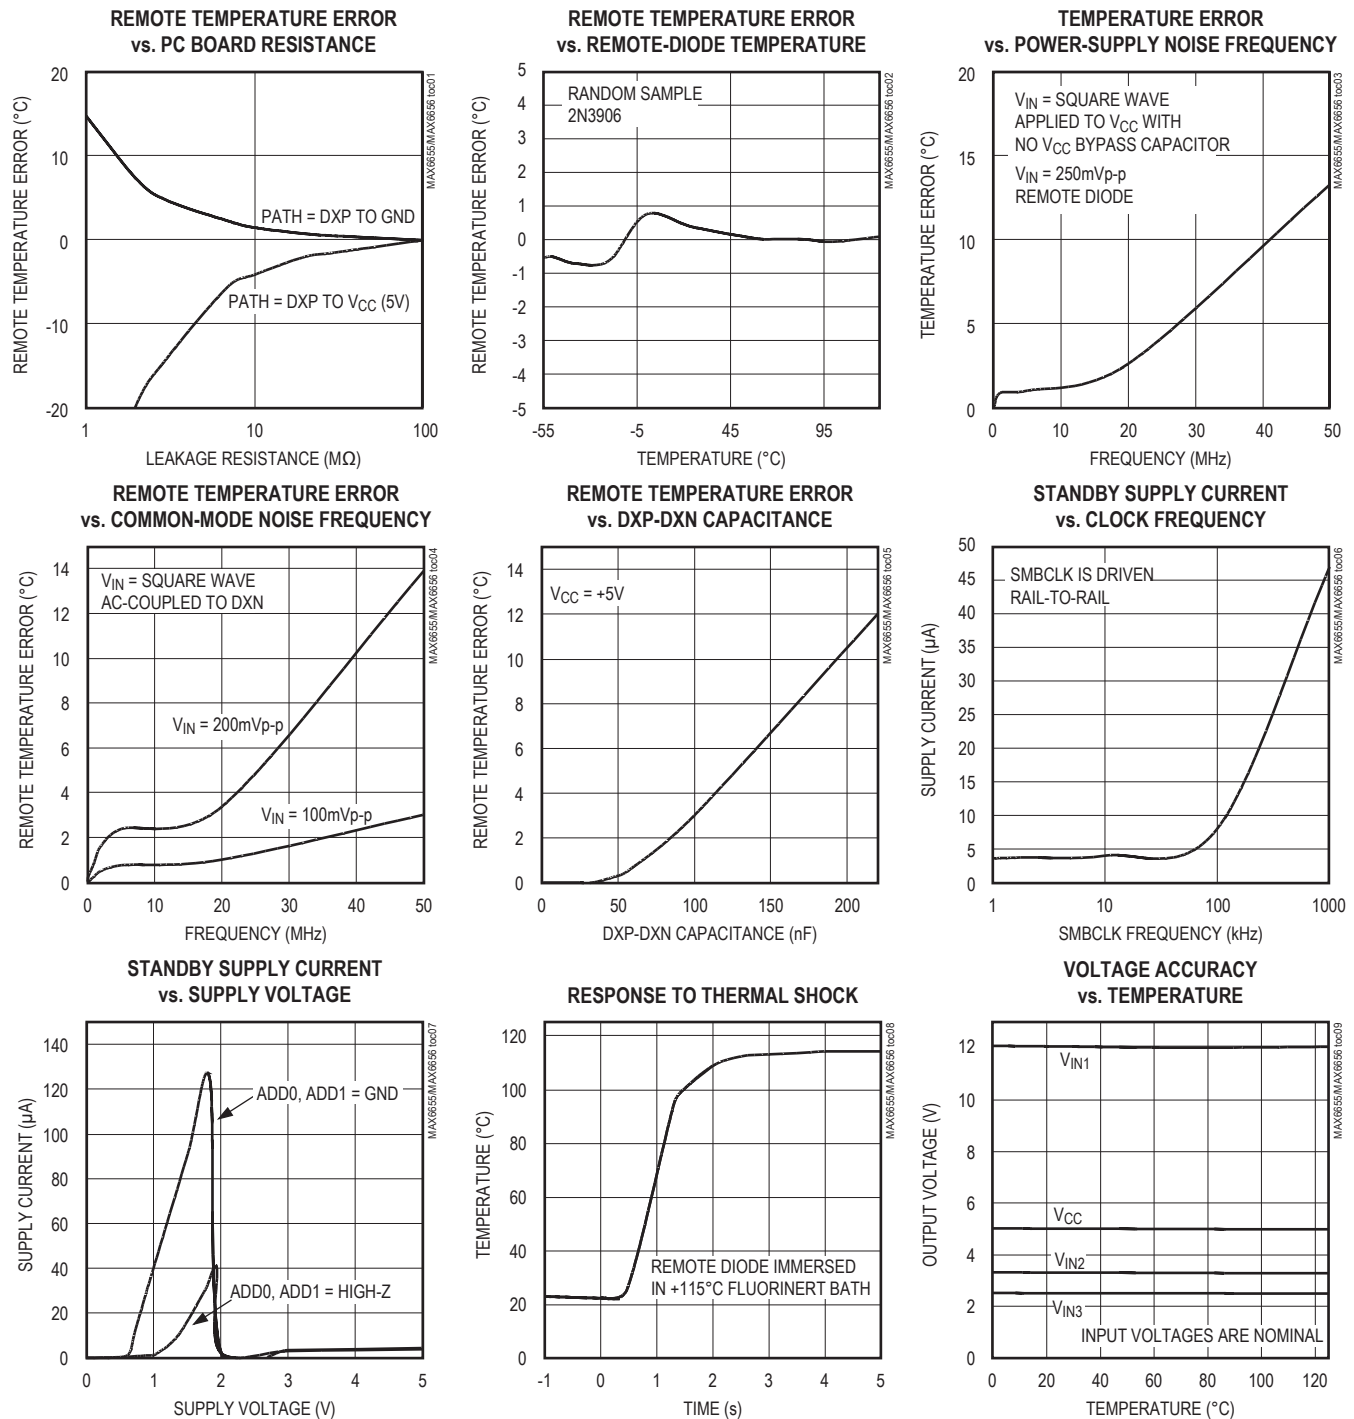 REMOTE TEMPERATURE ERROR
vs. PC BOARD RESISTANCE
MAX6655/MAX6656 toc01
REMOTE TEMPERATURE ERROR (°C)
20
10
0
-10
-20
PATH = DXP TO GND
PATH = DXP TO VCC (5V)
1 10 100
LEAKAGE RESISTANCE (MΩ)
REMOTE TEMPERATURE ERROR
vs. REMOTE-DIODE TEMPERATURE
MAX6655/MAX6656 toc02
REMOTE TEMPERATURE ERROR (°C)
5
4
3
2
1
0
-1
-2
-3
-4
-5
RANDOM SAMPLE
2N3906
-55 -5 45 95
TEMPERATURE (°C)
TEMPERATURE ERROR
vs. POWER-SUPPLY NOISE FREQUENCY
MAX6655/MAX6656 toc03
TEMPERATURE ERROR (°C)
20
15
10
5
0
VIN = SQUARE WAVE
APPLIED TO VCC WITH
NO VCC BYPASS CAPACITOR
VIN = 250mVp-p
REMOTE DIODE
0 10 20 30 40 50
FREQUENCY (MHz)
REMOTE TEMPERATURE ERROR
vs. COMMON-MODE NOISE FREQUENCY
MAX6655/MAX6656 toc04
REMOTE TEMPERATURE ERROR (°C)
14
12
10
8
6
4
2
0
VIN = SQUARE WAVE
AC-COUPLED TO DXN
VIN = 200mVp-p
VIN = 100mVp-p
0 10 20 30 40 50
FREQUENCY (MHz)
REMOTE TEMPERATURE ERROR
vs. DXP-DXN CAPACITANCE
MAX6655/MAX6656 toc05
REMOTE TEMPERATURE ERROR (°C)
14
12
10
8
6
4
2
0
VCC = +5V
0 50 100 150 200
DXP-DXN CAPACITANCE (nF)
STANDBY SUPPLY CURRENT
vs. CLOCK FREQUENCY
MAX6655/MAX6656 toc06
SUPPLY CURRENT (µA)
50
45
40
35
30
25
20
15
10
5
0
SMBCLK IS DRIVEN
RAIL-TO-RAIL
1 10 100 1000
SMBCLK FREQUENCY (kHz)
STANDBY SUPPLY CURRENT
vs. SUPPLY VOLTAGE
MAX6655/MAX6656 toc07
SUPPLY CURRENT (µA)
140
120
100
80
60
40
20
0
ADD0, ADD1 = GND
ADD0, ADD1 = HIGH-Z
0 1 2 3 4 5
SUPPLY VOLTAGE (V)
RESPONSE TO THERMAL SHOCK
MAX6655/MAX6656 toc08
TEMPERATURE (°C)
120
100
80
60
40
20
0
REMOTE DIODE IMMERSED
IN +115°C FLUORINERT BATH
-1 0 1 2 3 4 5
TIME (s)
VOLTAGE ACCURACY
vs. TEMPERATURE
MAX6655/MAX6656 toc09
OUTPUT VOLTAGE (V)
12
10
8
6
4
2
0
VIN1
VCC
VIN2
VIN3
INPUT VOLTAGES ARE NOMINAL
0 20 40 60 80 100 120
TEMPERATURE (°C)